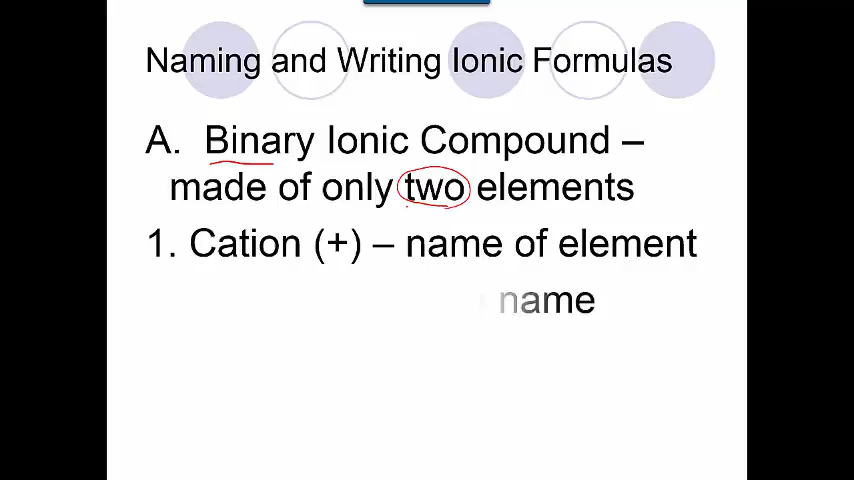 Naming and Writing Ionic Formulas
A. Binary Ionic Compound –
made of only two elements
1. Cation (+) – name of element
name